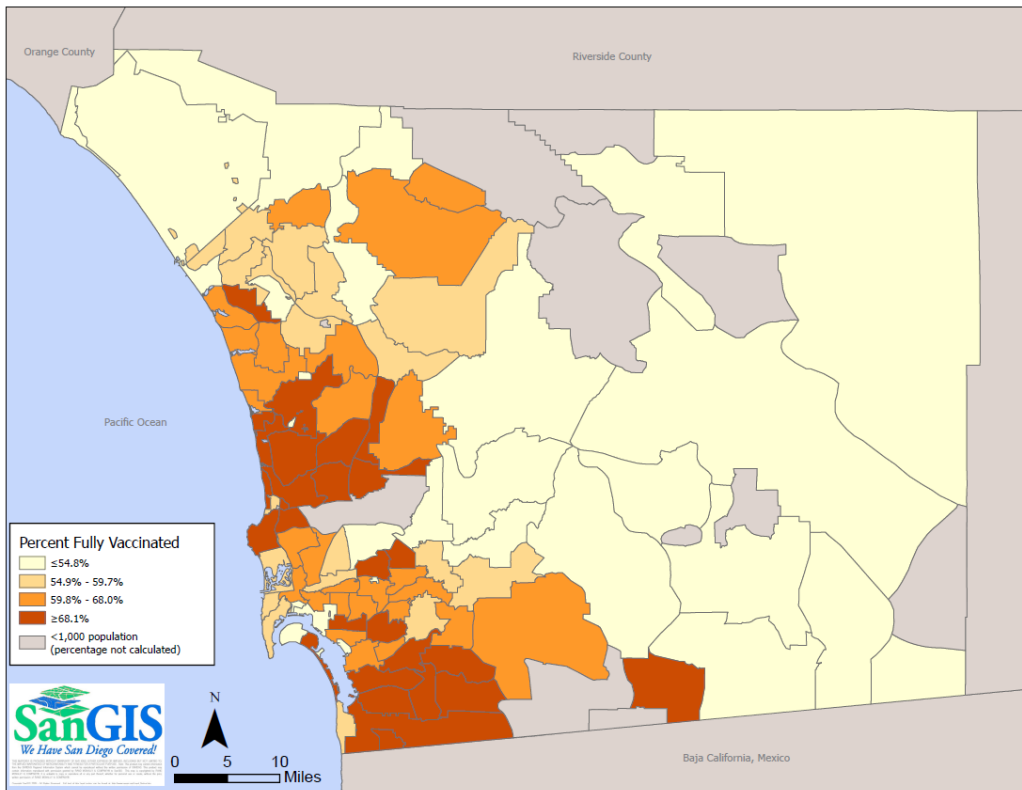 Orange County
Riverside County
Pacific Ocean
Percent Fully Vaccinated
≤54.8%
54.9% - 59.7%
59.8% - 68.0%
≥68.1%
<1,000 population
(percentage not calculated)
SanGIS
We Have San Diego Covered!
N
0 5 10
Miles
Baja California, Mexico